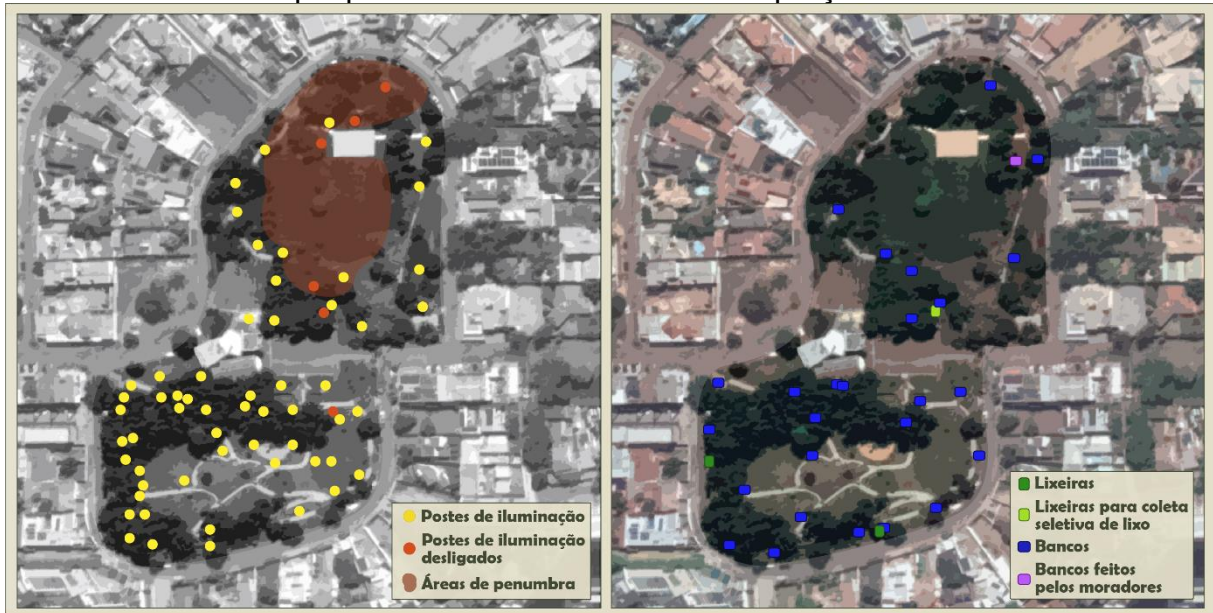 Postes de iluminação
Postes de iluminação
desligados
Áreas de penumbra
Lixeiras
Lixeiras para coleta
seletiva de lixo
Bancos
Bancos feitos
pelos moradores